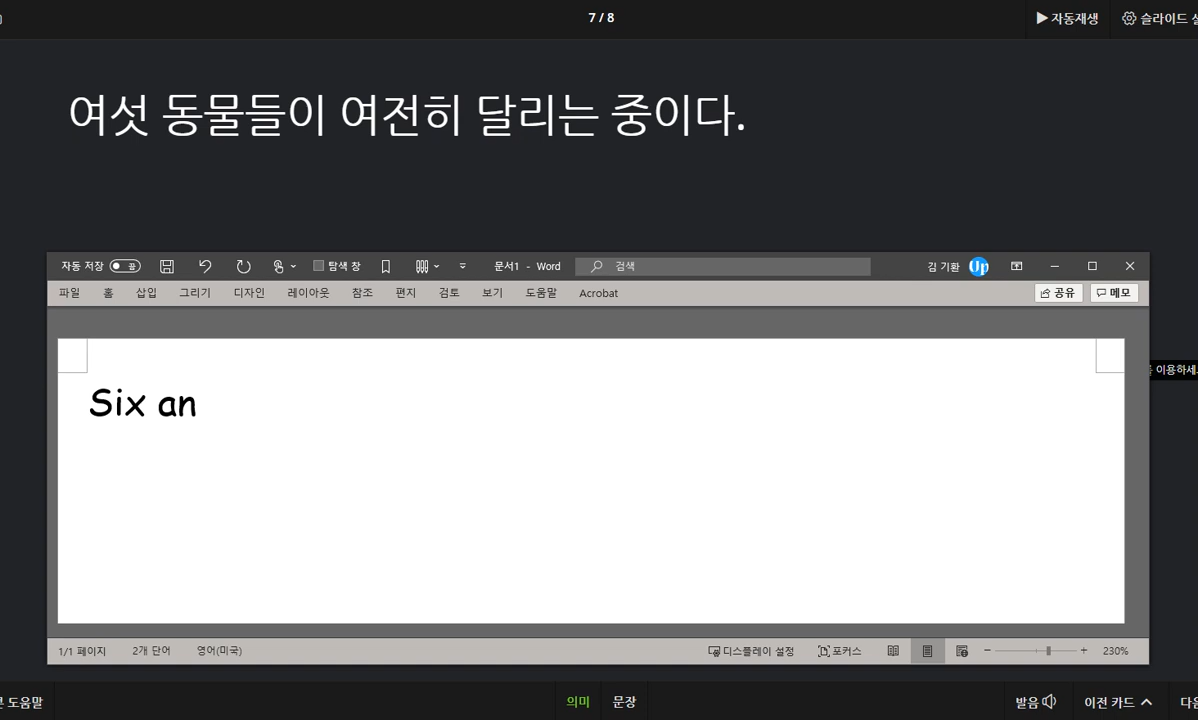 7 / 8
자동재생
슬라이드
여섯 동물들이 여전히 달리는 중이다.
자동 저장 끔
탐색 창
문서1 - Word
검색
김 기환
Up
파일 홈 삽입 그리기 디자인 레이아웃 참조 편지 검토 보기 도움말 Acrobat
공유 메모
이용하세
Six an
1/1 페이지 2개 단어 영어(미국)
디스플레이 설정 포커스 230%
도움말 의미 문장 발음 이전 카드